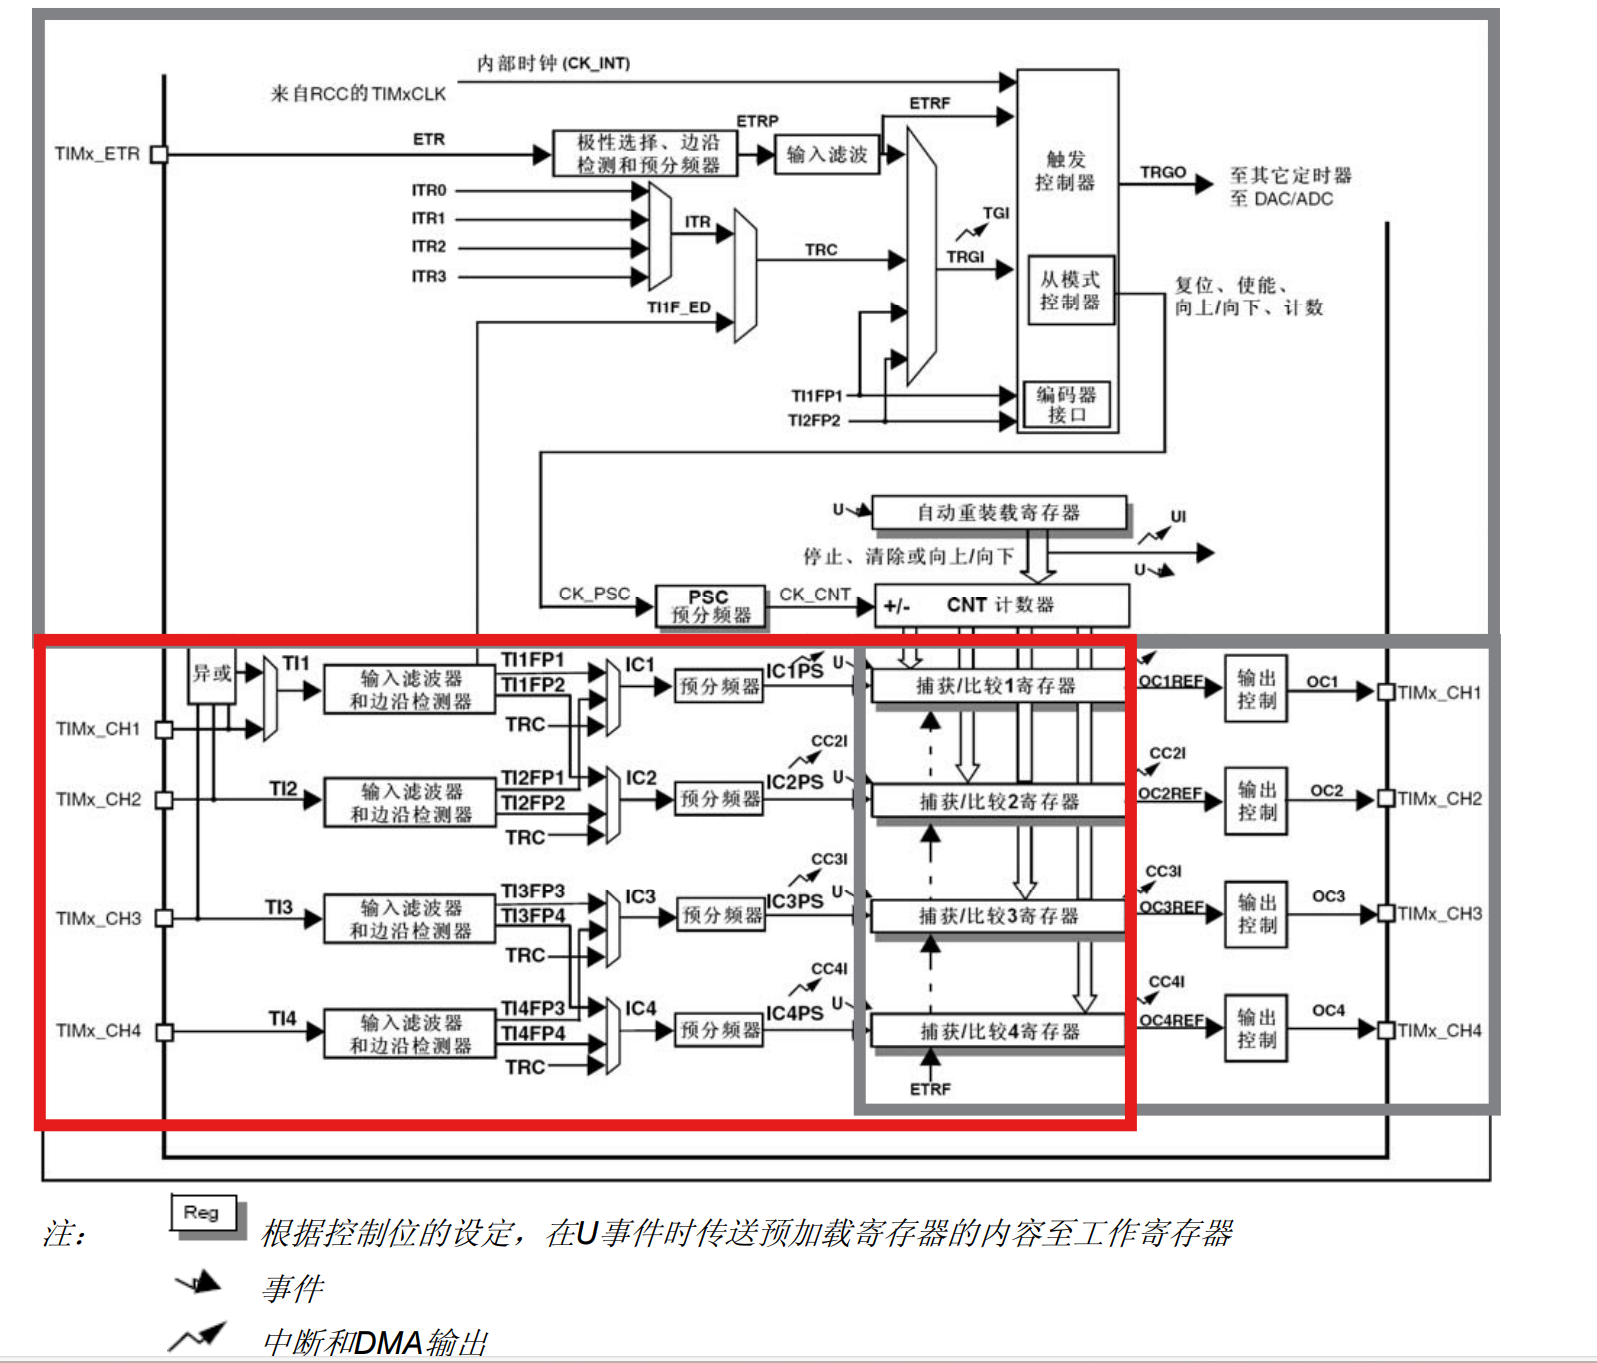 内部时钟 (CK_INT)
来自RCC的TIMxCLK
ETRF
TIMx_ETR
ETR
极性选择、边沿
检测和预分频器
ETRP
输入滤波
触发
控制器
TRGO
至其它定时器
至 DAC/ADC
ITR0
ITR1
ITR2
ITR3
ITR
TI1F_ED
TRC
TGI
TRGI
从模式
控制器
复位、使能、
向上/向下、计数
TI1FP1
TI2FP2
编码器
接口
U
自动重装载寄存器
UI
停止、清除或向上/向下
U
CK_PSC
PSC
预分频器
CK_CNT
+/-
CNT 计数器
异或
TI1
输入滤波器
和边沿检测器
TI1FP1
TI1FP2
TRC
IC1
预分频器
IC1PS
U
捕获/比较1寄存器
OC1REF
输出
控制
OC1
TIMx_CH1
TIMx_CH1
TIMx_CH2
TI2
输入滤波器
和边沿检测器
TI2FP1
TI2FP2
TRC
IC2
预分频器
CC2I
IC2PS
U
捕获/比较2寄存器
CC2I
OC2REF
输出
控制
OC2
TIMx_CH2
TIMx_CH3
TI3
输入滤波器
和边沿检测器
TI3FP3
TI3FP4
TRC
IC3
预分频器
CC3I
IC3PS
U
捕获/比较3寄存器
CC3I
OC3REF
输出
控制
OC3
TIMx_CH3
TIMx_CH4
TI4
输入滤波器
和边沿检测器
TI4FP3
TI4FP4
TRC
IC4
预分频器
CC4I
IC4PS
U
捕获/比较4寄存器
CC4I
OC4REF
输出
控制
OC4
TIMx_CH4
ETRF
注：
Reg
根据控制位的设定，在U事件时传送预加载寄存器的内容至工作寄存器
事件
中断和DMA输出